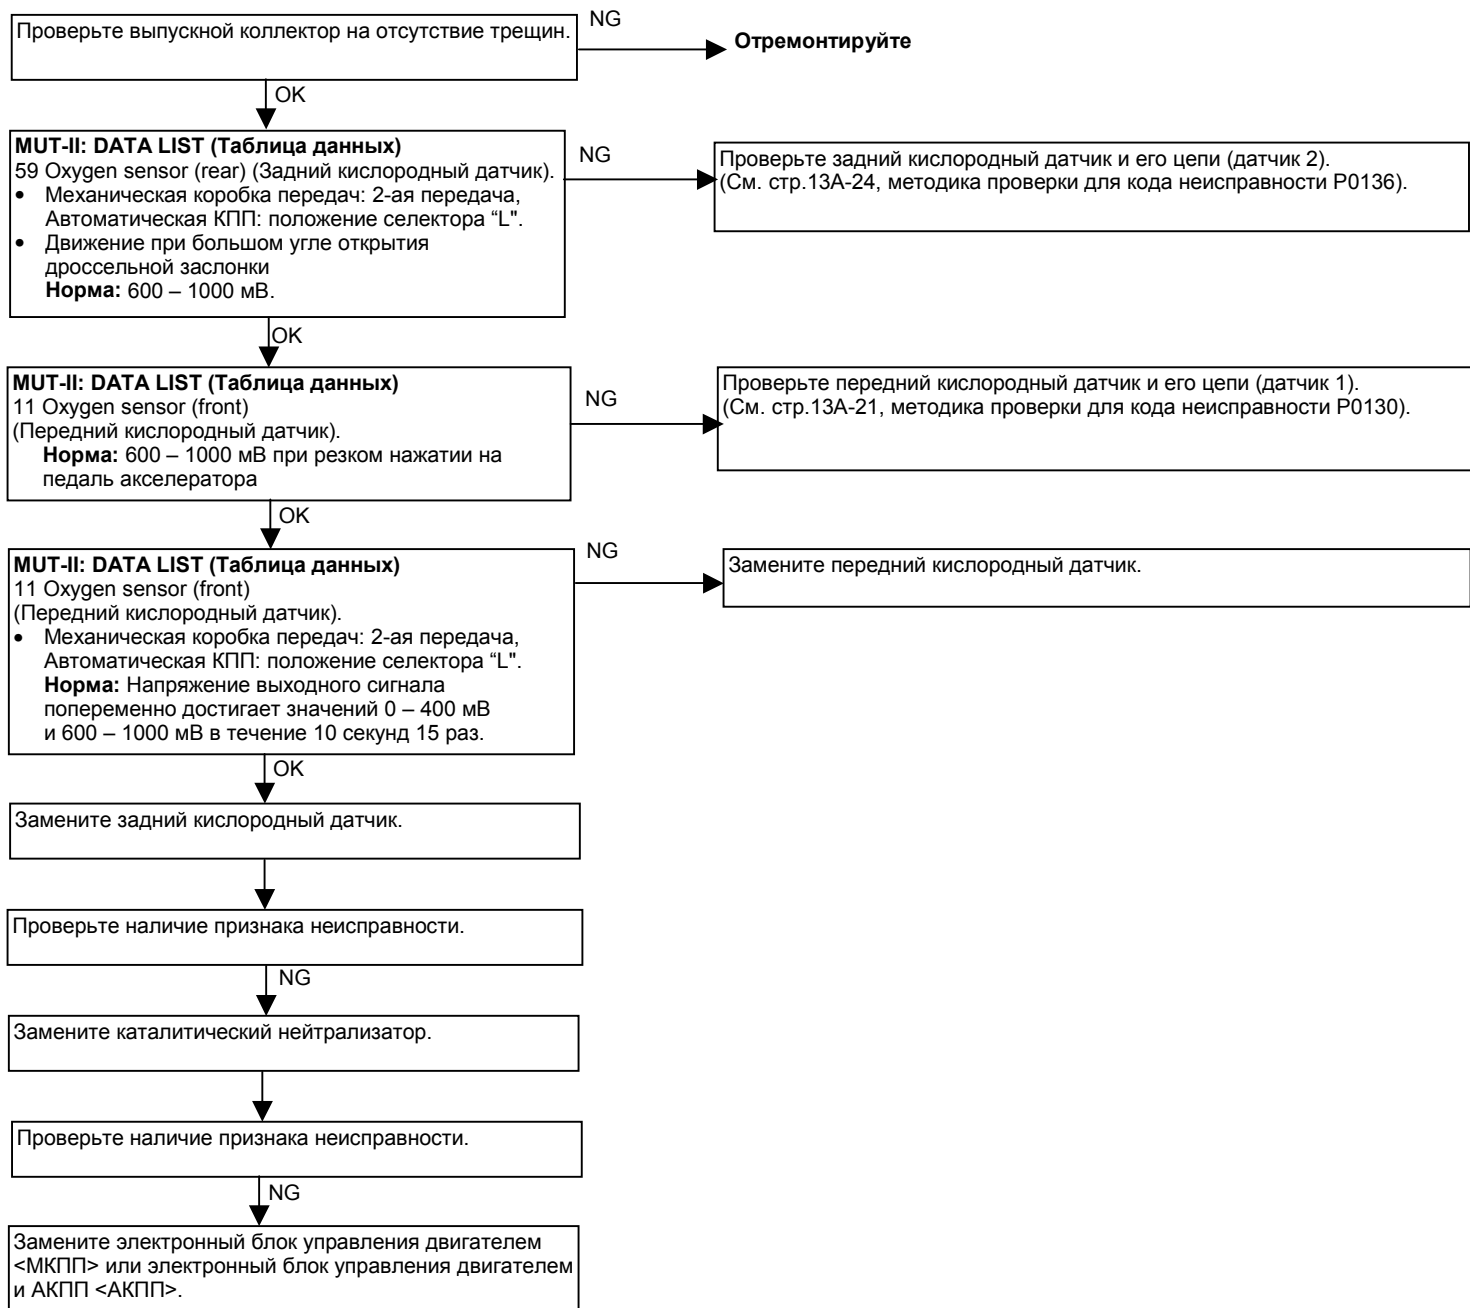 Проверьте выпускной коллектор на отсутствие трещин.
NG
Отремонтируйте
OK
MUT-II: DATA LIST (Таблица данных)
59 Oxygen sensor (rear) (Задний кислородный датчик).
• Механическая коробка передач: 2-ая передача,
Автоматическая КПП: положение селектора “L".
• Движение при большом угле открытия
дроссельной заслонки
Норма: 600 – 1000 мВ.
NG
Проверьте задний кислородный датчик и его цепи (датчик 2).
(См. стр.13А-24, методика проверки для кода неисправности P0136).
OK
MUT-II: DATA LIST (Таблица данных)
11 Oxygen sensor (front)
(Передний кислородный датчик).
Норма: 600 – 1000 мВ при резком нажатии на
педаль акселератора
NG
Проверьте передний кислородный датчик и его цепи (датчик 1).
(См. стр.13А-21, методика проверки для кода неисправности P0130).
OK
MUT-II: DATA LIST (Таблица данных)
11 Oxygen sensor (front)
(Передний кислородный датчик).
• Механическая коробка передач: 2-ая передача,
Автоматическая КПП: положение селектора “L".
Норма: Напряжение выходного сигнала
попеременно достигает значений 0 – 400 мВ
и 600 – 1000 мВ в течение 10 секунд 15 раз.
NG
Замените передний кислородный датчик.
OK
Замените задний кислородный датчик.
Проверьте наличие признака неисправности.
NG
Замените каталитический нейтрализатор.
Проверьте наличие признака неисправности.
NG
Замените электронный блок управления двигателем
<МКПП> или электронный блок управления двигателем
и АКПП <АКПП>.